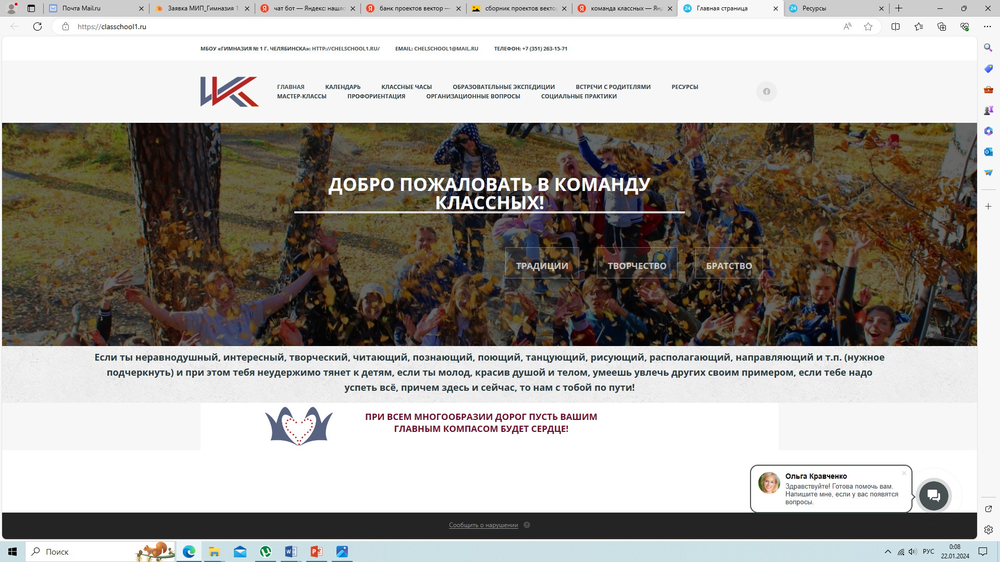 Почта Mail.ru
Заявка МИП_Гимназия 1.
чат бот — Яндекс: нашло
банк проектов вектор —
сборник проектов вектор
команда классных — Янд
Главная страница
Ресурсы
https://classchool1.ru
МБОУ «ГИМНАЗИЯ № 1 Г. ЧЕЛЯБИНСКА»: HTTP://CHELSCHOOL1.RU/ EMAIL: CHELSCHOOL1@MAIL.RU ТЕЛЕФОН: +7 (351) 263-15-71
ГЛАВНАЯ КАЛЕНДАРЬ КЛАССНЫЕ ЧАСЫ ОБРАЗОВАТЕЛЬНЫЕ ЭКСПЕДИЦИИ ВСТРЕЧИ С РОДИТЕЛЯМИ РЕСУРСЫ
МАСТЕР-КЛАССЫ ПРОФОРИЕНТАЦИЯ ОРГАНИЗАЦИОННЫЕ ВОПРОСЫ СОЦИАЛЬНЫЕ ПРАКТИКИ
ДОБРО ПОЖАЛОВАТЬ В КОМАНДУ
КЛАССНЫХ!
ТРАДИЦИИ ТВОРЧЕСТВО БРАТСТВО
Если ты неравнодушный, интересный, творческий, читающий, познающий, поющий, танцующий, рисующий, располагающий, направляющий и т.п. (нужное
подчеркнуть) и при этом тебя неудержимо тянет к детям, если ты молод, красив душой и телом, умеешь увлечь других своим примером, если тебе надо
успеть всё, причем здесь и сейчас, то нам с тобой по пути!
ПРИ ВСЕМ МНОГООБРАЗИИ ДОРОГ ПУСТЬ ВАШИМ
ГЛАВНЫМ КОМПАСОМ БУДЕТ СЕРДЦЕ!
Ольга Кравченко
Здравствуйте! Готова помочь вам.
Напишите мне, если у вас появятся
вопросы.
Сообщить о нарушении
Поиск
РУС
0:08
22.01.2024